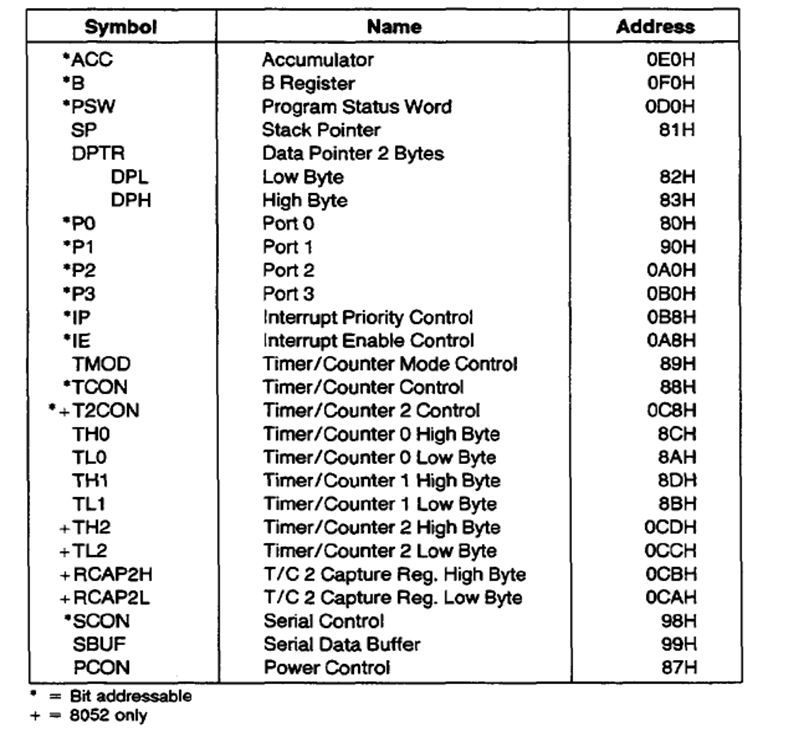 Symbol Name Address
*ACC Accumulator 0E0H
*B B Register 0F0H
*PSW Program Status Word 0D0H
SP Stack Pointer 81H
DPTR Data Pointer 2 Bytes
DPL Low Byte 82H
DPH High Byte 83H
*P0 Port 0 80H
*P1 Port 1 90H
*P2 Port 2 0A0H
*P3 Port 3 0B0H
*IP Interrupt Priority Control 0B8H
*IE Interrupt Enable Control 0A8H
TMOD Timer/Counter Mode Control 89H
*TCON Timer/Counter Control 88H
*+T2CON Timer/Counter 2 Control 0C8H
TH0 Timer/Counter 0 High Byte 8CH
TL0 Timer/Counter 0 Low Byte 8AH
TH1 Timer/Counter 1 High Byte 8DH
TL1 Timer/Counter 1 Low Byte 8BH
+TH2 Timer/Counter 2 High Byte 0CDH
+TL2 Timer/Counter 2 Low Byte 0CCH
+RCAP2H T/C 2 Capture Reg. High Byte 0CBH
+RCAP2L T/C 2 Capture Reg. Low Byte 0CAH
*SCON Serial Control 98H
SBUF Serial Data Buffer 99H
PCON Power Control 87H
* = Bit addressable
+ = 8052 only